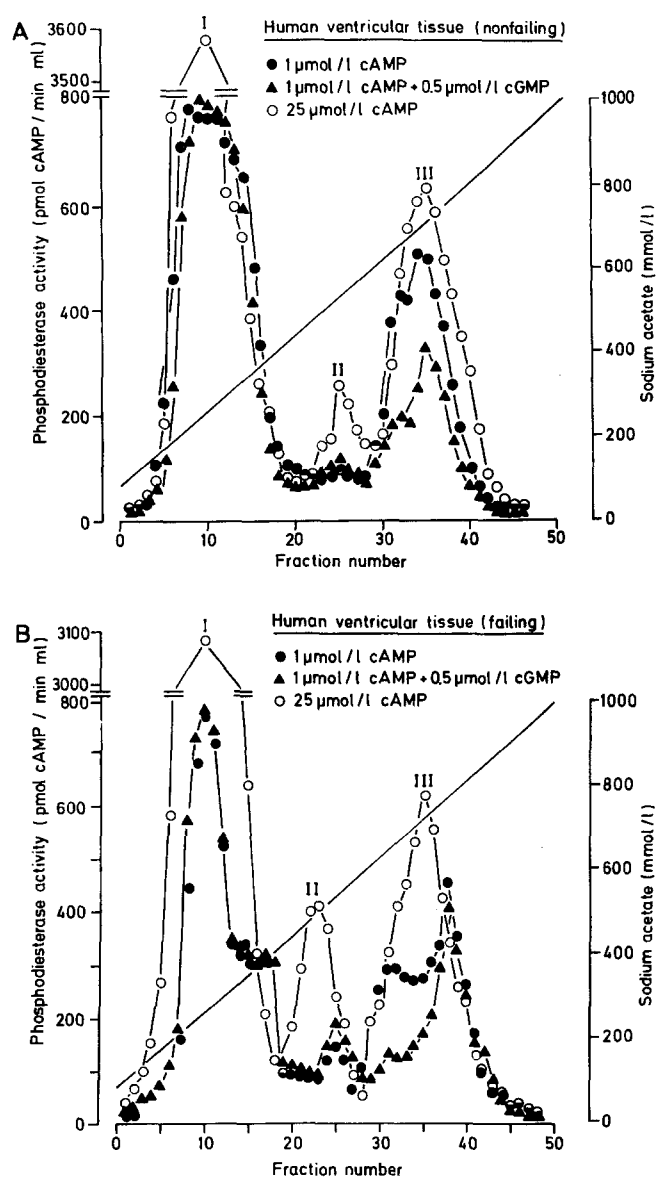 A
Human ventricular tissue (nonfailing)
● 1 μmol/l cAMP
▲ 1 μmol/l cAMP + 0.5 μmol/l cGMP
○ 25 μmol/l cAMP
Phosphodiesterase activity (pmol cAMP / min ml)
3600
3500
800
600
400
200
0
I
II
III
1000
800
600
400
200
0
Sodium acetate (mmol/l)
0 10 20 30 40 50
Fraction number
B
Human ventricular tissue (failing)
● 1 μmol/l cAMP
▲ 1 μmol/l cAMP + 0,5 μmol/l cGMP
○ 25 μmol/l cAMP
Phosphodiesterase activity (pmol cAMP / min ml)
3100
3000
800
600
400
200
0
I
II
III
1000
800
600
400
200
0
Sodium acetate (mmol/l)
0 10 20 30 40 50
Fraction number